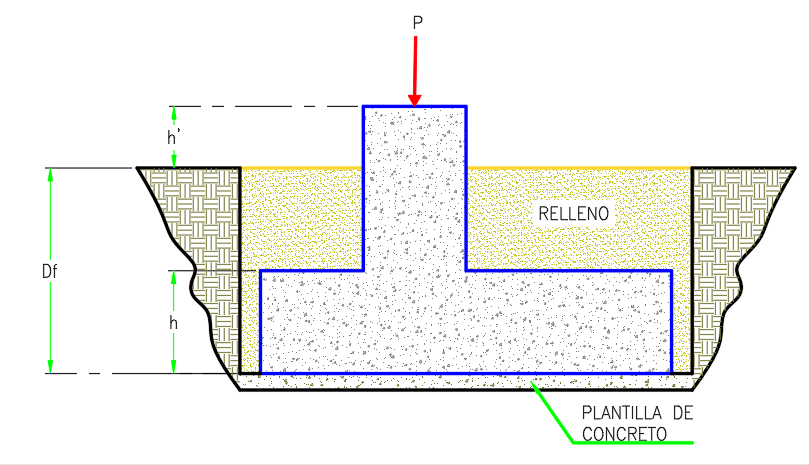 P
h'
RELLENO
Df
h
PLANTILLA DE
CONCRETO